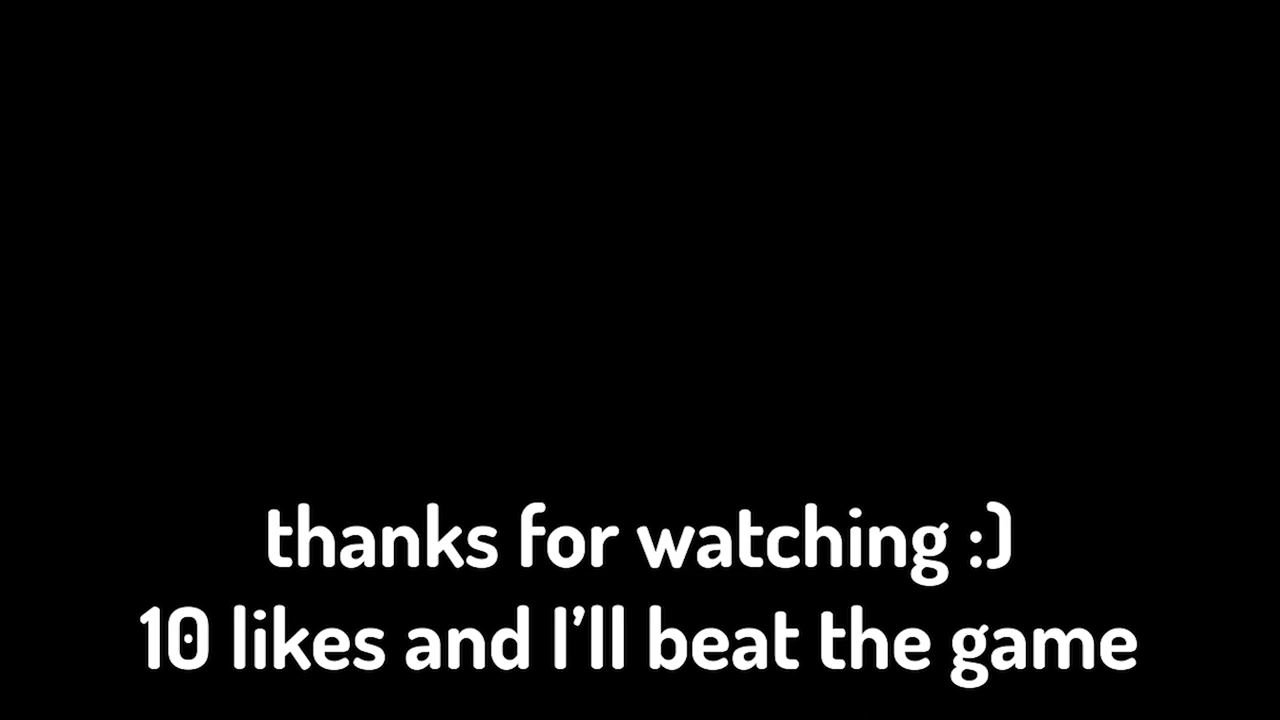 thanks for watching :)
10 likes and I’ll beat the game